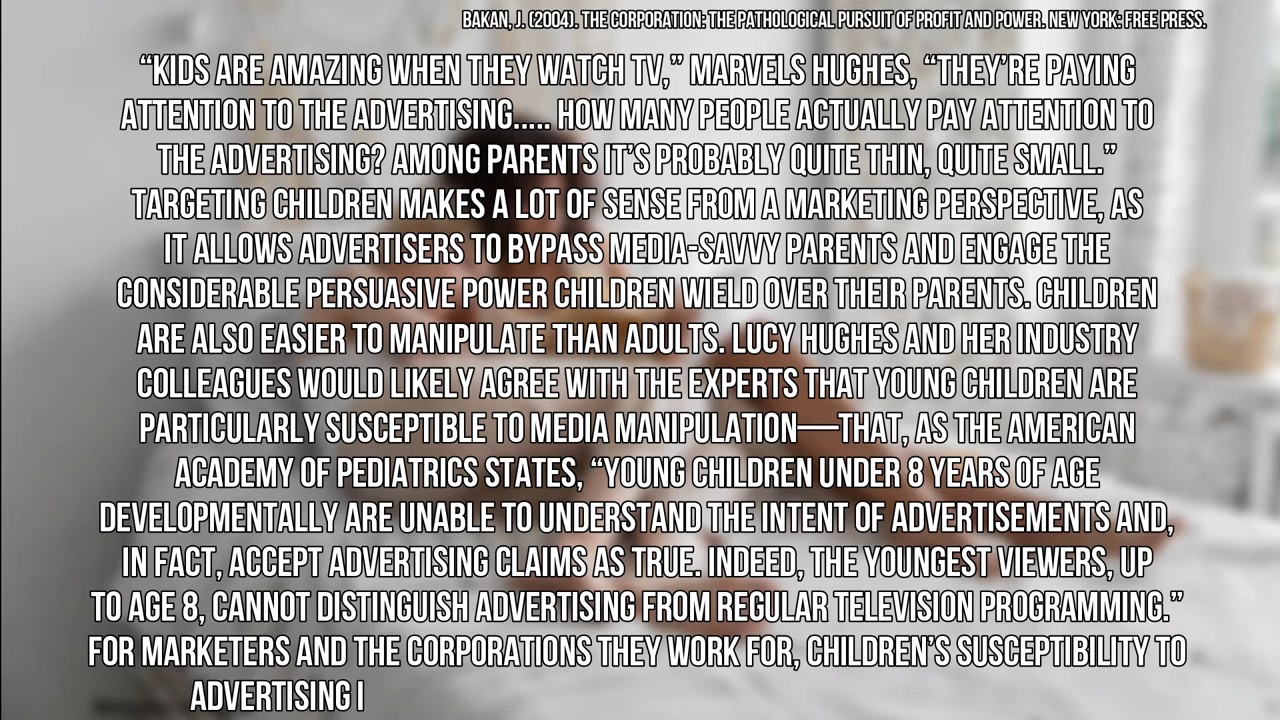 BAKAN, J. (2004). THE CORPORATION: THE PATHOLOGICAL PURSUIT OF PROFIT AND POWER. NEW YORK: FREE PRESS.
“KIDS ARE AMAZING WHEN THEY WATCH TV,” MARVELS HUGHES, “THEY’RE PAYING
ATTENTION TO THE ADVERTISING..... HOW MANY PEOPLE ACTUALLY PAY ATTENTION TO
THE ADVERTISING? AMONG PARENTS IT’S PROBABLY QUITE THIN, QUITE SMALL.”
TARGETING CHILDREN MAKES A LOT OF SENSE FROM A MARKETING PERSPECTIVE, AS
IT ALLOWS ADVERTISERS TO BYPASS MEDIA-SAVVY PARENTS AND ENGAGE THE
CONSIDERABLE PERSUASIVE POWER CHILDREN WIELD OVER THEIR PARENTS. CHILDREN
ARE ALSO EASIER TO MANIPULATE THAN ADULTS. LUCY HUGHES AND HER INDUSTRY
COLLEAGUES WOULD LIKELY AGREE WITH THE EXPERTS THAT YOUNG CHILDREN ARE
PARTICULARLY SUSCEPTIBLE TO MEDIA MANIPULATION——THAT, AS THE AMERICAN
ACADEMY OF PEDIATRICS STATES, “YOUNG CHILDREN UNDER 8 YEARS OF AGE
DEVELOPMENTALLY ARE UNABLE TO UNDERSTAND THE INTENT OF ADVERTISEMENTS AND,
IN FACT, ACCEPT ADVERTISING CLAIMS AS TRUE. INDEED, THE YOUNGEST VIEWERS, UP
TO AGE 8, CANNOT DISTINGUISH ADVERTISING FROM REGULAR TELEVISION PROGRAMMING.”
FOR MARKETERS AND THE CORPORATIONS THEY WORK FOR, CHILDREN’S SUSCEPTIBILITY TO
ADVERTISING I